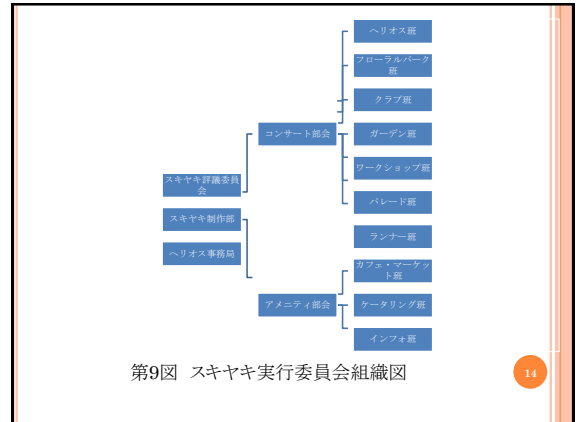 ヘリオス班
フローラルパーク
班
クラブ班
コンサート部会
ガーデン班
ワークショップ班
スキヤキ評議委員
会
パレード班
スキヤキ制作部
ランナー班
ヘリオス事務局
カフェ・マーケッ
ト班
アメニティ部会
ケータリング班
インフォ班
第9図 スキヤキ実行委員会組織図
14